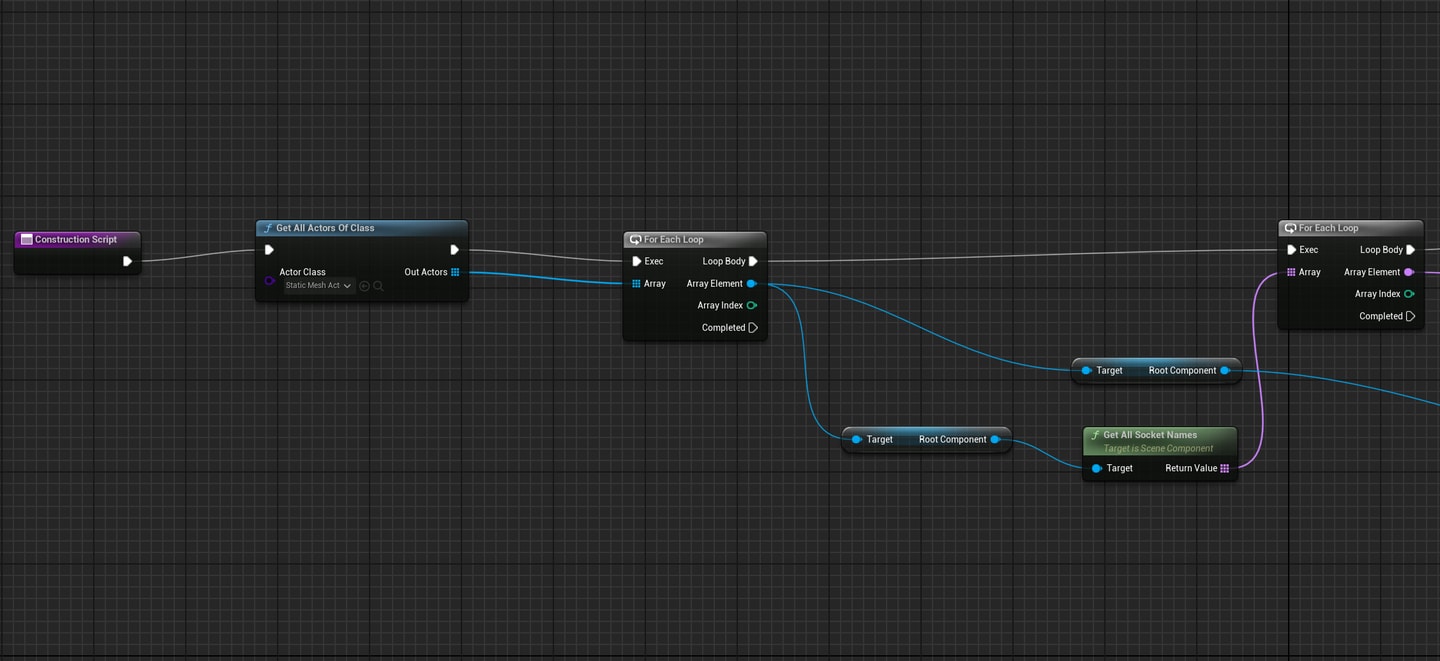 Construction Script
f Get All Actors Of Class
Actor Class
Out Actors
Static Mesh Act
For Each Loop
Exec
Loop Body
Array
Array Element
Array Index
Completed
For Each Loop
Exec
Loop Body
Array
Array Element
Array Index
Completed
Target
Root Component
Target
Root Component
f Get All Socket Names
Target is Scene Component
Target
Return Value